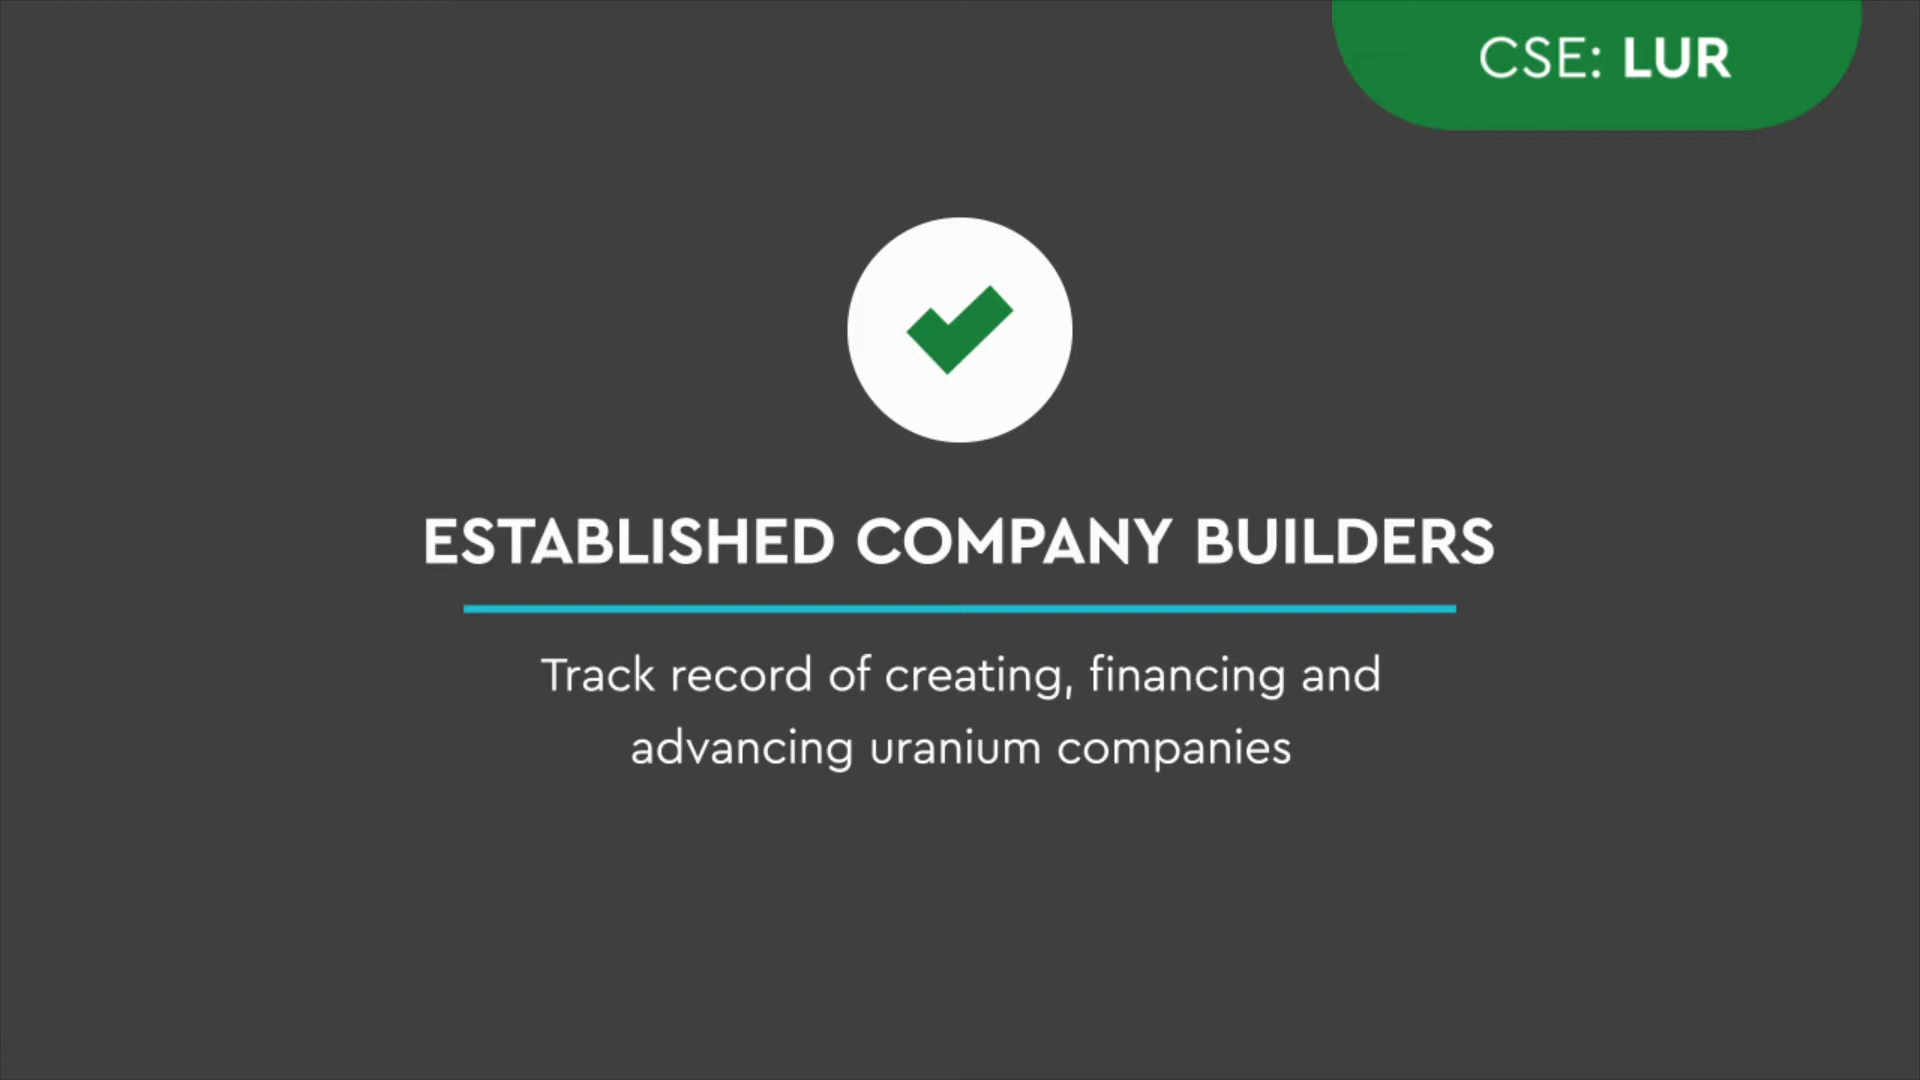 CSE: LUR
ESTABLISHED COMPANY BUILDERS
Track record of creating, financing and
advancing uranium companies